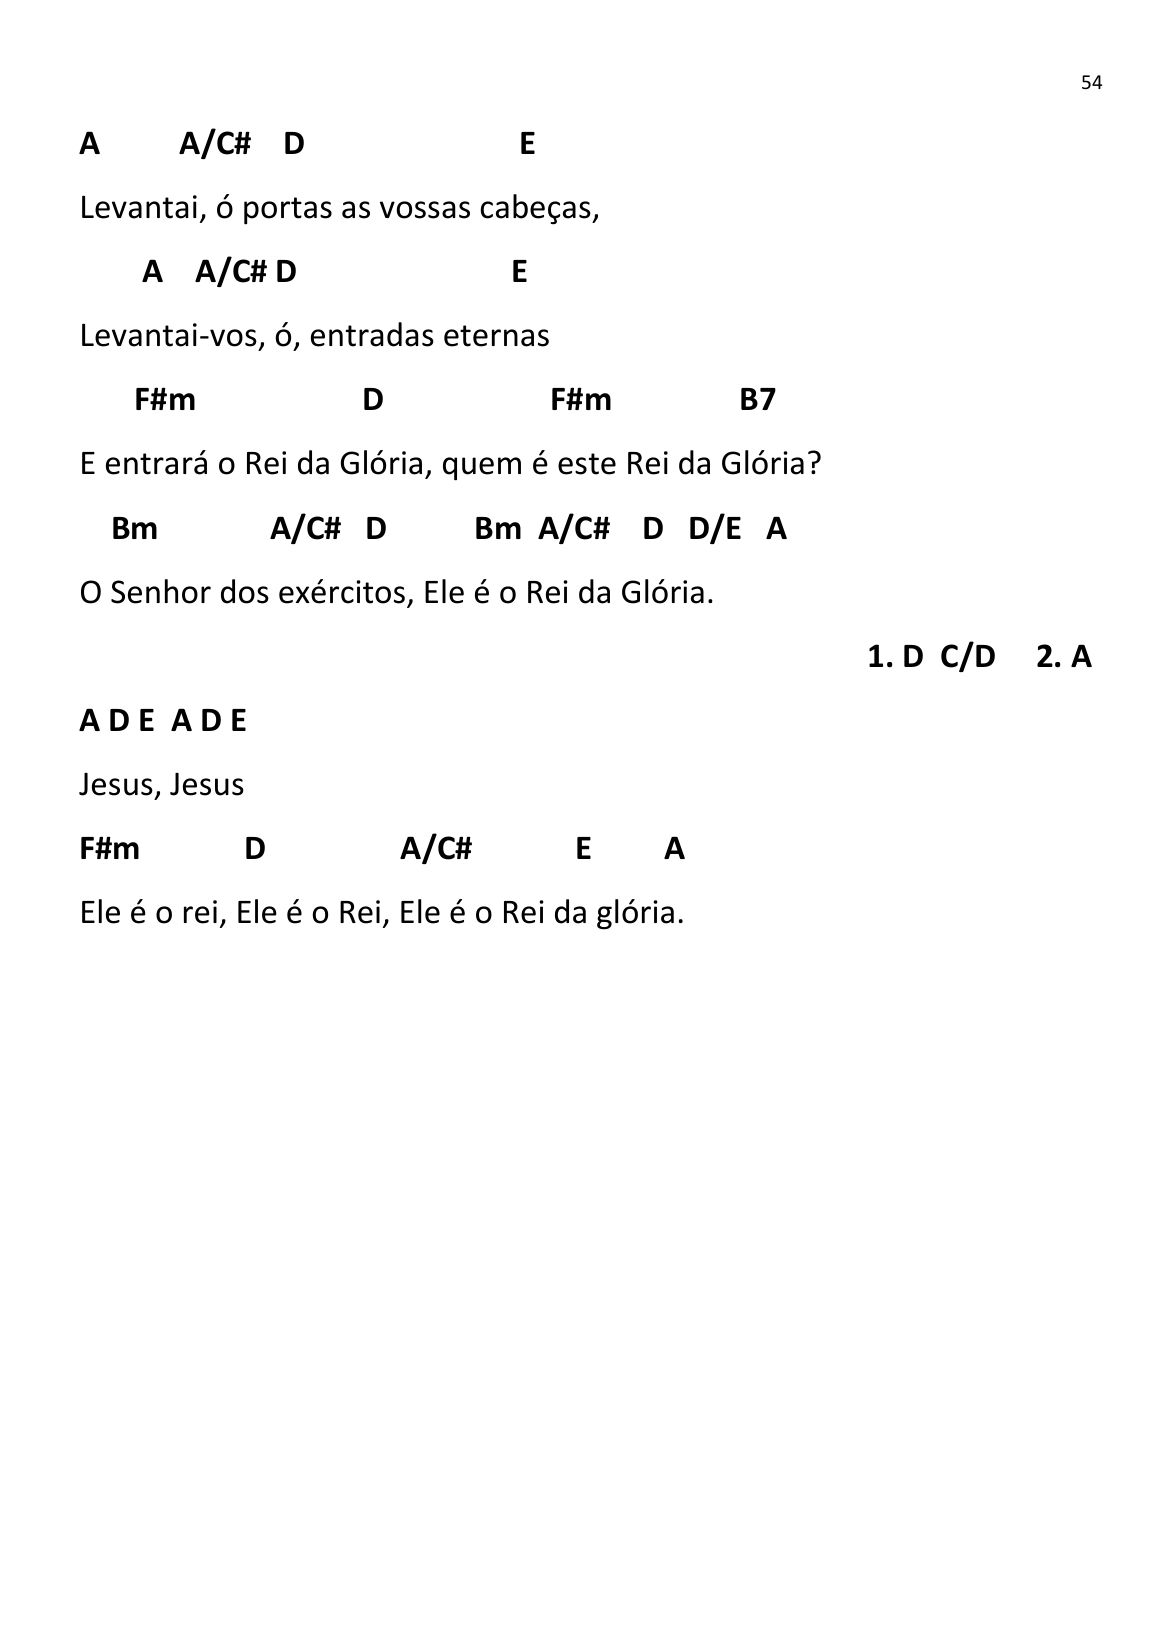 54
A A/C# D E
Levantai, ó portas as vossas cabeças,
A A/C# D E
Levantai-vos, ó, entradas eternas
F#m D F#m B7
E entrará o Rei da Glória, quem é este Rei da Glória?
Bm A/C# D Bm A/C# D D/E A
O Senhor dos exércitos, Ele é o Rei da Glória.
1. D C/D 2. A
A D E A D E
Jesus, Jesus
F#m D A/C# E A
Ele é o rei, Ele é o Rei, Ele é o Rei da glória.